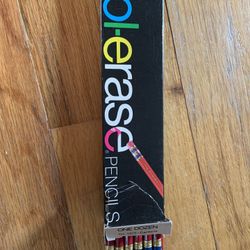 ol-erase
PENCILS
ONE DOZEN